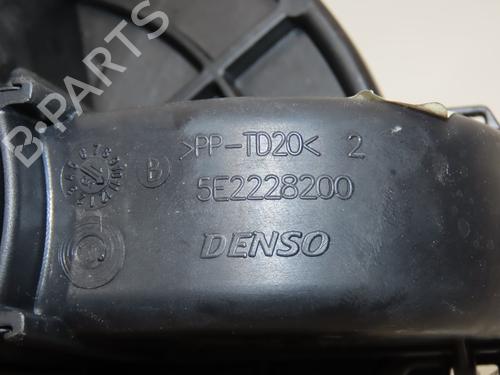 B-PARTS
>PP-TD20< 2
B
5E2228200
DENSO